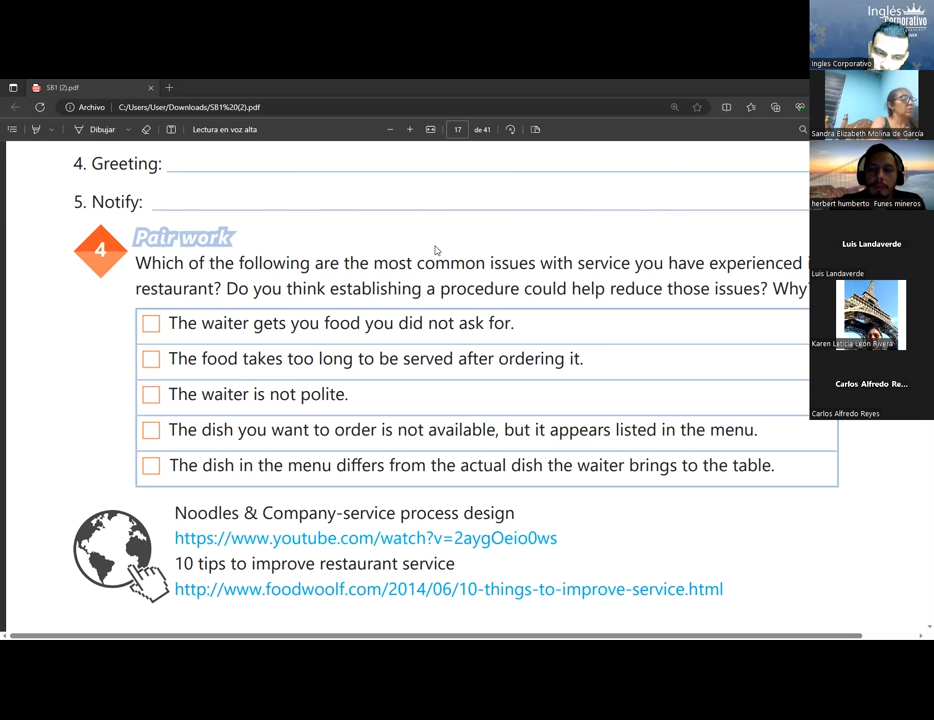 SB1 (2).pdf
Archivo
C:/Users/User/Downloads/SB1%20(2).pdf
Dibujar
Lectura en voz alta
17
de 41
4. Greeting:
5. Notify:
4
Pair work
Which of the following are the most common issues with service you have experienced
restaurant? Do you think establishing a procedure could help reduce those issues? Why
The waiter gets you food you did not ask for.
The food takes too long to be served after ordering it.
The waiter is not polite.
The dish you want to order is not available, but it appears listed in the menu.
The dish in the menu differs from the actual dish the waiter brings to the table.
Noodles & Company-service process design
https://www.youtube.com/watch?v=2aygOeio0ws
10 tips to improve restaurant service
http://www.foodwoolf.com/2014/06/10-things-to-improve-service.html
Inglés
Corporativo
Ingles Corporativo
Sandra Elizabeth Molina de García
herbert humberto Funes mineros
Luis Landaverde
Luis Landaverde
Karen Leticia León Rivera
Carlos Alfredo Re...
Carlos Alfredo Reyes